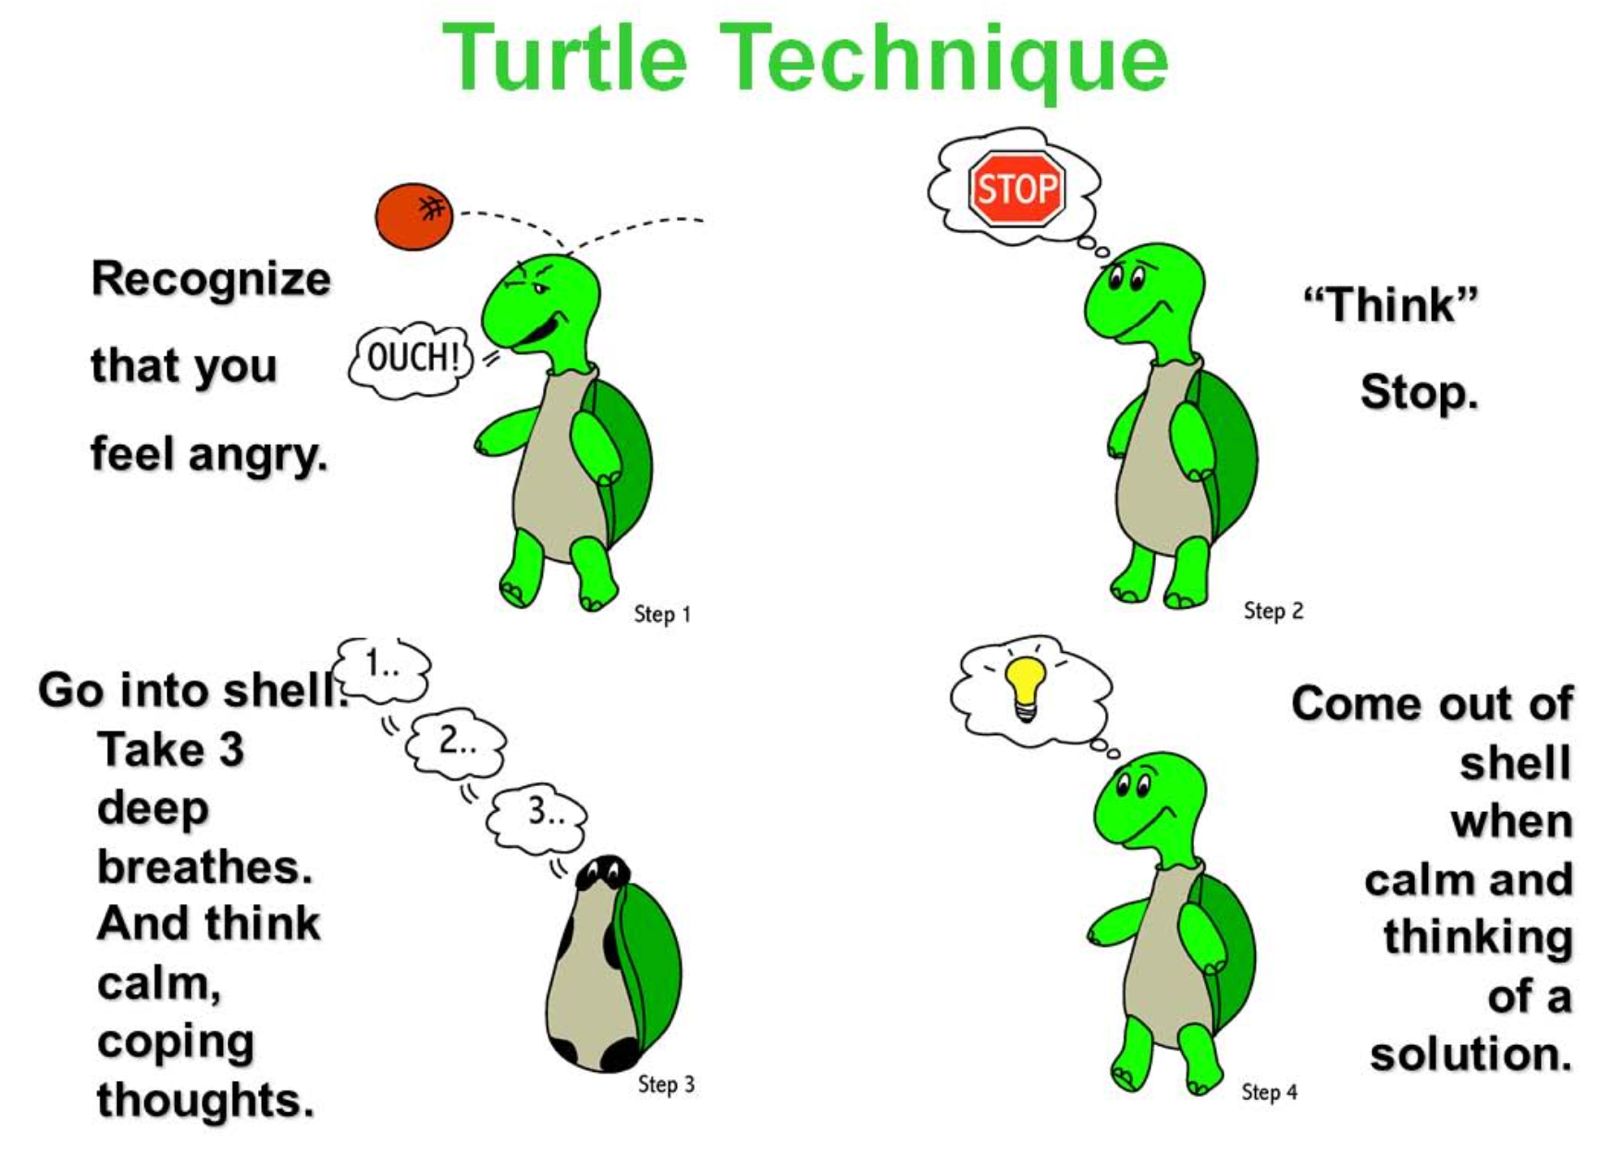 Turtle Technique
Recognize
that you
feel angry.
OUCH!
Step 1
STOP
“Think”
Stop.
Step 2
Go into shell.
Take 3
deep
breathes.
And think
calm,
coping
thoughts.
1..
2..
3..
Step 3
Come out of
shell
when
calm and
thinking
of a
solution.
Step 4